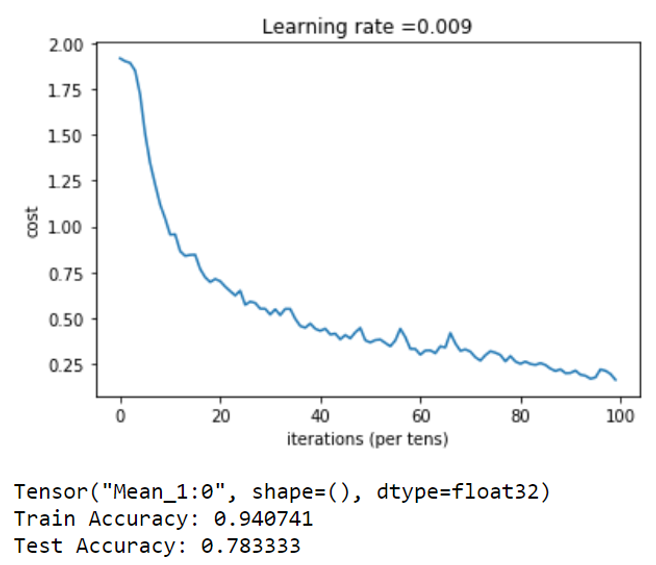 Learning rate =0.009
2.00
1.75
1.50
1.25
1.00
0.75
0.50
0.25
cost
0 20 40 60 80 100
iterations (per tens)
Tensor("Mean_1:0", shape=(), dtype=float32)
Train Accuracy: 0.940741
Test Accuracy: 0.783333